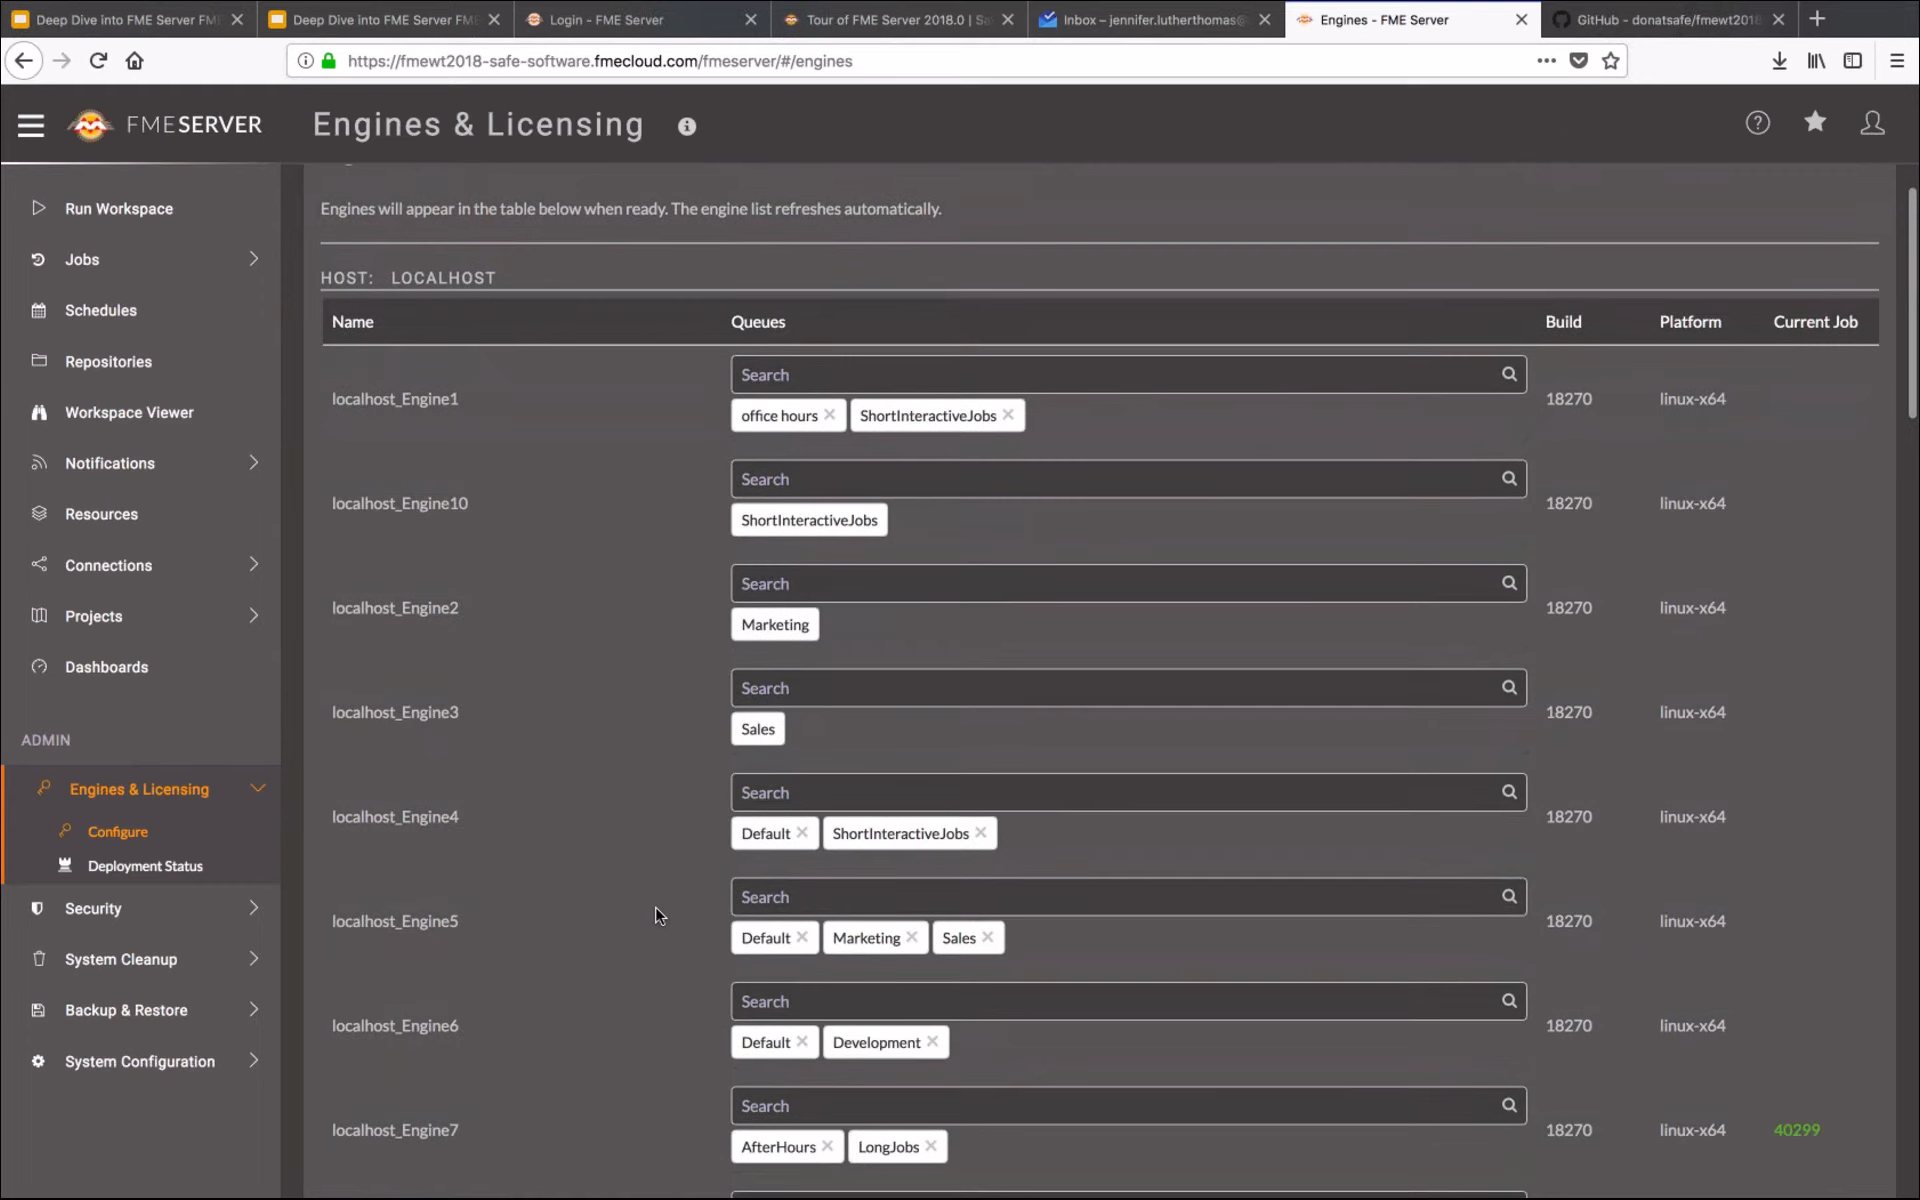 Deep Dive into FME Server FM
Deep Dive into FME Server FM
Login - FME Server
Tour of FME Server 2018.0 | Sa
Inbox – jennifer.lutherthomas@
Engines - FME Server
GitHub - donatsafe/fmewt2018
https://fmewt2018-safe-software.fmecloud.com/fmeserver/#/engines
FMESERVER
Engines & Licensing
Run Workspace
Jobs
Schedules
Repositories
Workspace Viewer
Notifications
Resources
Connections
Projects
Dashboards
ADMIN
Engines & Licensing
Configure
Deployment Status
Security
System Cleanup
Backup & Restore
System Configuration
Engines will appear in the table below when ready. The engine list refreshes automatically.
HOST: LOCALHOST
Name Queues Build Platform Current Job
Search
localhost_Engine1 18270 linux-x64
office hours ShortInteractiveJobs
Search
localhost_Engine10 18270 linux-x64
ShortInteractiveJobs
Search
localhost_Engine2 18270 linux-x64
Marketing
Search
localhost_Engine3 18270 linux-x64
Sales
Search
localhost_Engine4 18270 linux-x64
Default ShortInteractiveJobs
Search
localhost_Engine5 18270 linux-x64
Default Marketing Sales
Search
localhost_Engine6 18270 linux-x64
Default Development
Search
localhost_Engine7 18270 linux-x64 40299
AfterHours LongJobs